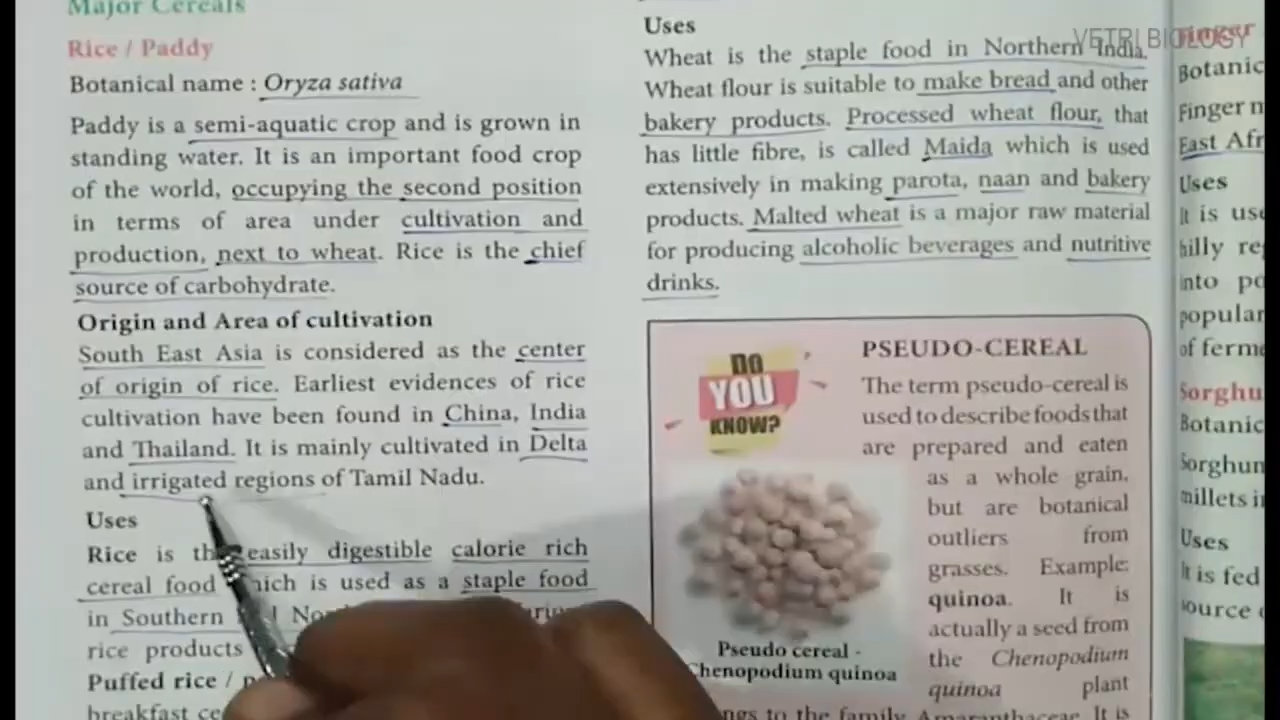 Major Cereals
Rice / Paddy
Botanical name : Oryza sativa
Paddy is a semi-aquatic crop and is grown in
standing water. It is an important food crop
of the world, occupying the second position
in terms of area under cultivation and
production, next to wheat. Rice is the chief
source of carbohydrate.
Origin and Area of cultivation
South East Asia is considered as the center
of origin of rice. Earliest evidences of rice
cultivation have been found in China, India
and Thailand. It is mainly cultivated in Delta
and irrigated regions of Tamil Nadu.
Uses
Rice is the easily digestible calorie rich
cereal food which is used as a staple food
in Southern
rice products
Puffed rice /
breakfast
Uses
Wheat is the staple food in Northern India.
Wheat flour is suitable to make bread and other
bakery products. Processed wheat flour, that
has little fibre, is called Maida which is used
extensively in making parota, naan and bakery
products. Malted wheat is a major raw material
for producing alcoholic beverages and nutritive
drinks.
DO
YOU
KNOW?
PSEUDO-CEREAL
The term pseudo-cereal is
used to describe foods that
are prepared and eaten
as a whole grain,
but are botanical
outliers from
grasses. Example:
quinoa. It is
actually a seed from
the Chenopodium
quinoa plant
to the family Amaranthaceae. It is
Pseudo cereal -
Chenopodium quinoa
VETRI BIOLOGY
Finger
Botanic
Finger m
East Afr
Uses
It is use
hilly re
into po
popular
of ferme
Sorghu
Botanic
Sorghum
millets i
Uses
It is fed
source